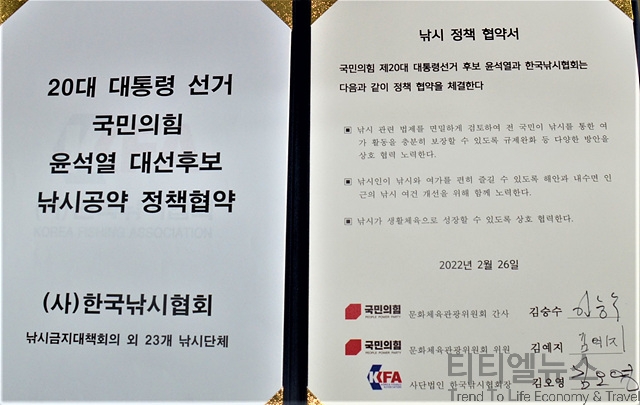 20대 대통령 선거
국민의힘
윤석열 대선후보
낚시공약 정책협약
KOREA FISHING ASSOCIATION
(사)한국낚시협회
낚시금지대책회의 외 23개 낚시단체
낚시 정책 협약서
국민의힘 제20대 대통령선거 후보 윤석열과 한국낚시협회는
다음과 같이 정책 협약을 체결한다
▣ 낚시 관련 법제를 면밀하게 검토하여 전 국민이 낚시를 통한 여
가 활동을 충분히 보장할 수 있도록 규제완화 등 다양한 방안을
상호 협력 노력한다.
▣ 낚시인이 낚시와 여가를 편히 즐길 수 있도록 해안과 내수면 인
근의 낚시 여건 개선을 위해 함께 노력한다.
▣ 낚시가 생활체육으로 성장할 수 있도록 상호 협력한다.
2022년 2월 26일
국민의힘 문화체육관광위원회 간사 김승수
PEOPLE POWER PARTY
국민의힘 문화체육관광위원회 위원 김예지 김예지
PEOPLE POWER PARTY
KFA 사단법인 한국낚시협회장 김오영 김오영
티티엘뉴스
Trend To Life Economy & Trave